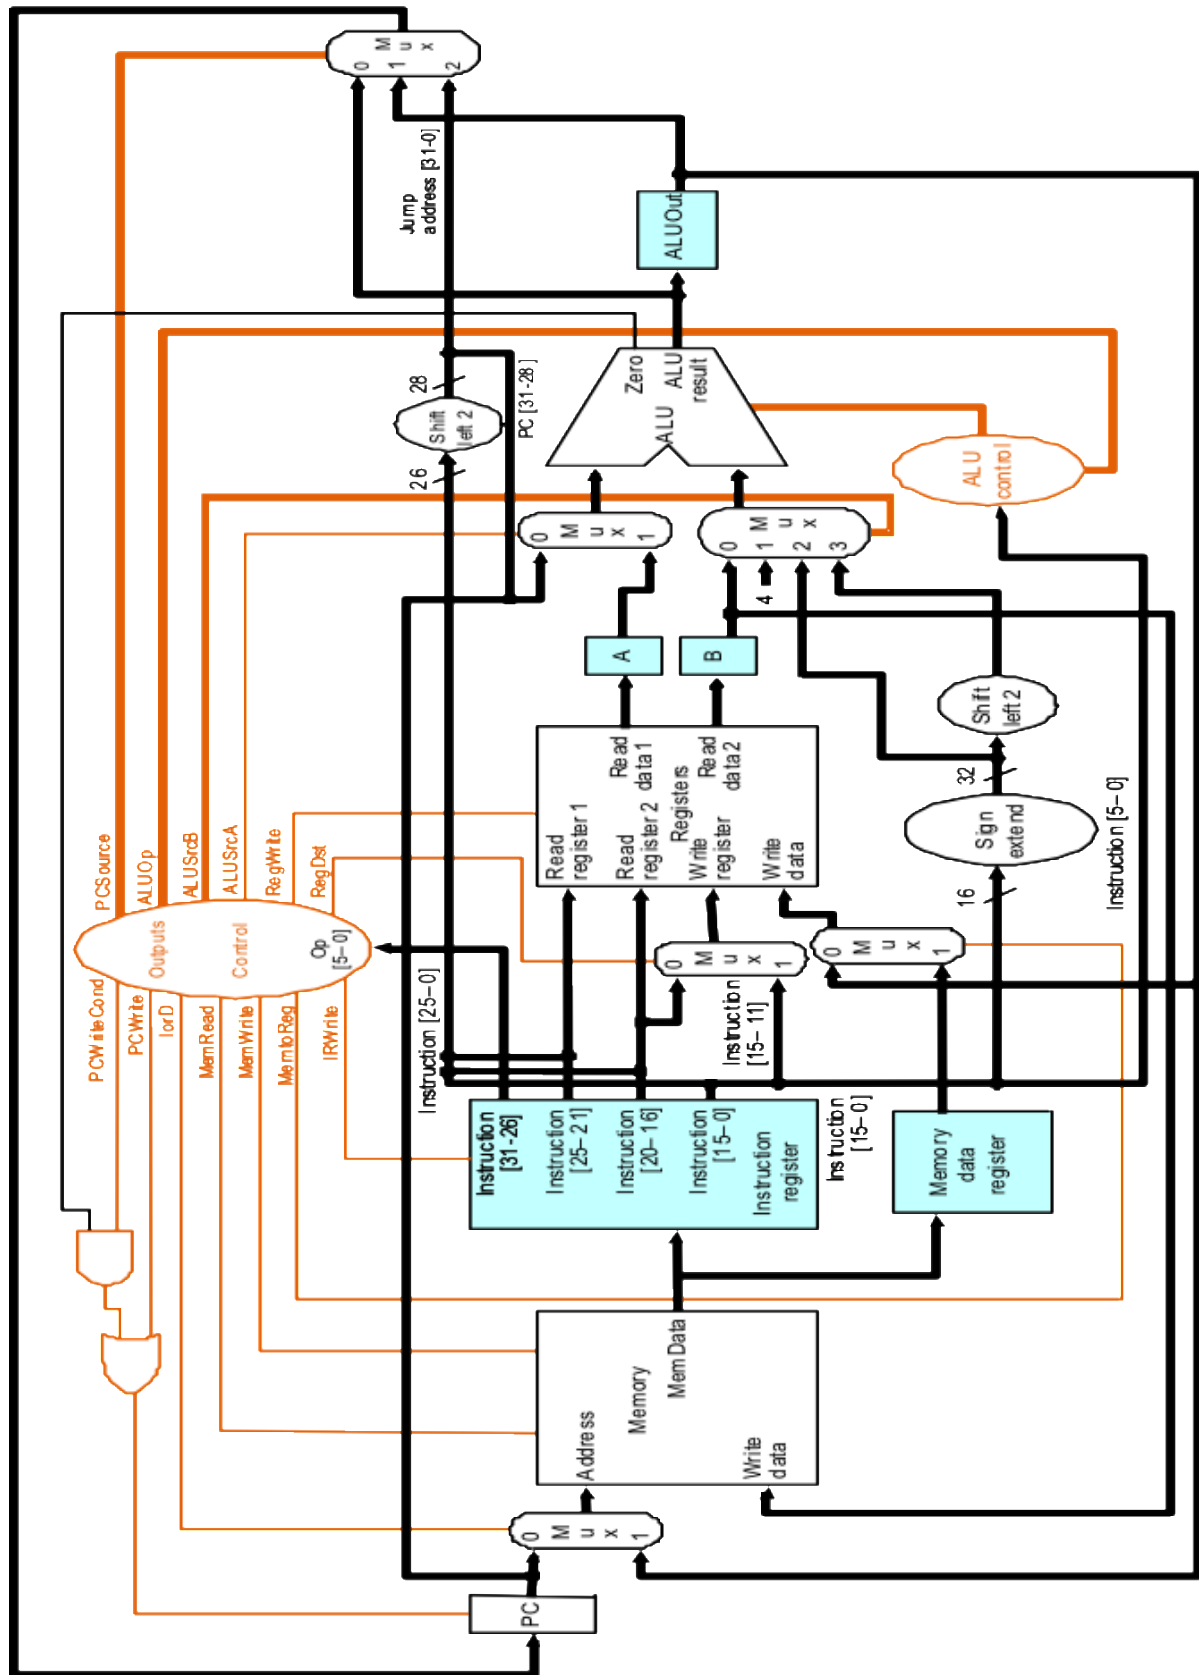 PCWriteCond
PCWrite
IorD
MemRead
MemWrite
MemtoReg
IRWrite
PCSource
ALUOp
ALUSrcB
ALUSrcA
RegWrite
RegDst
Outputs
Control
Op
[5–0]
PC
0
M
u
x
1
Address
Memory
MemData
Write
data
Instruction
[31-26]
Instruction
[25–21]
Instruction
[20–16]
Instruction
[15–0]
Instruction
register
Instruction
[15–0]
Memory
data
register
Instruction [25–0]
Instruction
[15–11]
0
M
u
x
1
0
M
u
x
1
Read
register 1
Read
register 2
Registers
Write
register
Write
data
Read
data1
Read
data2
16
Sign
extend
32
Shift
left 2
Instruction [5–0]
A
B
4
0
M
u
x
1
0
1
M
u
2
x
3
26
Shift
left 2
28
PC [31-28]
Jump
address [31-0]
Zero
ALU
ALU
result
ALU
control
ALUOut
0
M
1
u
x
2